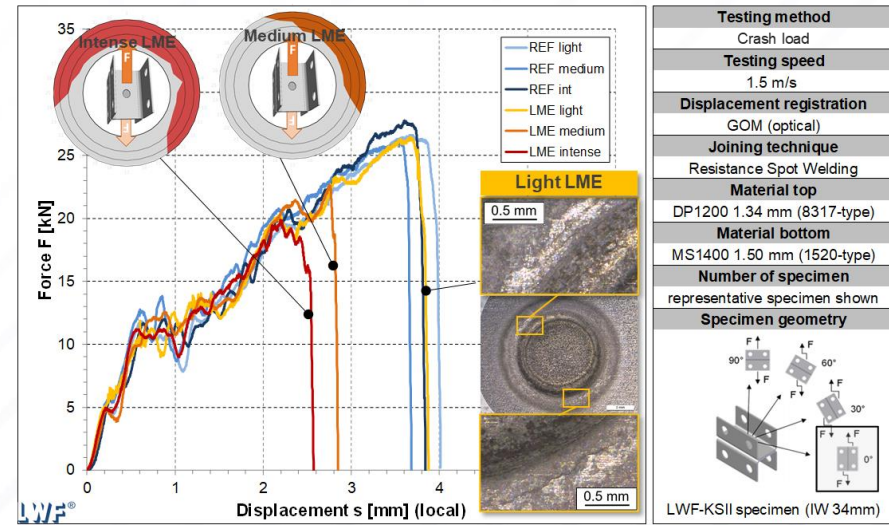 35
30
25
20
15
10
5
0
Force F [kN]
0 1 2 3 4
Displacement s [mm] (local)
Intense LME
F
Medium LME
F
REF light
REF medium
REF int
LME light
LME medium
LME intense
Light LME
0.5 mm
0.5 mm
LWF®
Testing method
Crash load
Testing speed
1.5 m/s
Displacement registration
GOM (optical)
Joining technique
Resistance Spot Welding
Material top
DP1200 1.34 mm (8317-type)
Material bottom
MS1400 1.50 mm (1520-type)
Number of specimen
representative specimen shown
Specimen geometry
F
90°
F
F
60°
F
F
30°
F
F
0°
F
LWF-KSII specimen (IW 34mm)